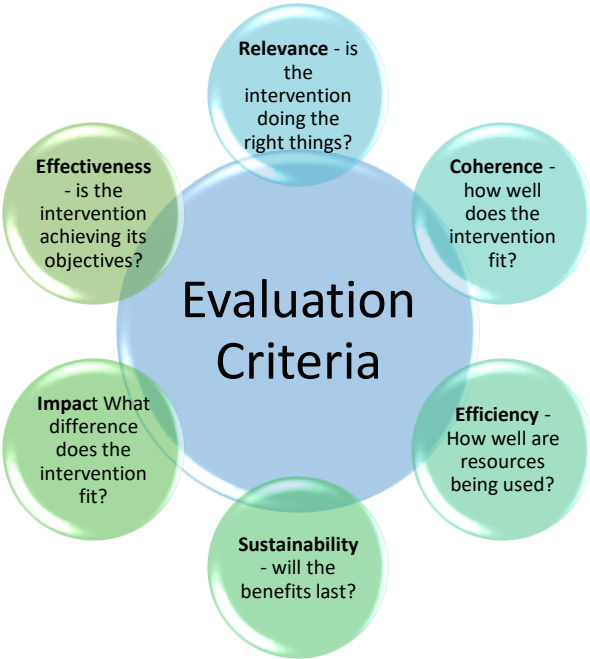 Relevance - is
the
intervention
doing the
right things?
Coherence -
how well
does the
intervention
fit?
Efficiency -
How well are
resources
being used?
Sustainability
- will the
benefits last?
Impact What
difference
does the
intervention
fit?
Effectiveness
- is the
intervention
achieving its
objectives?
Evaluation
Criteria